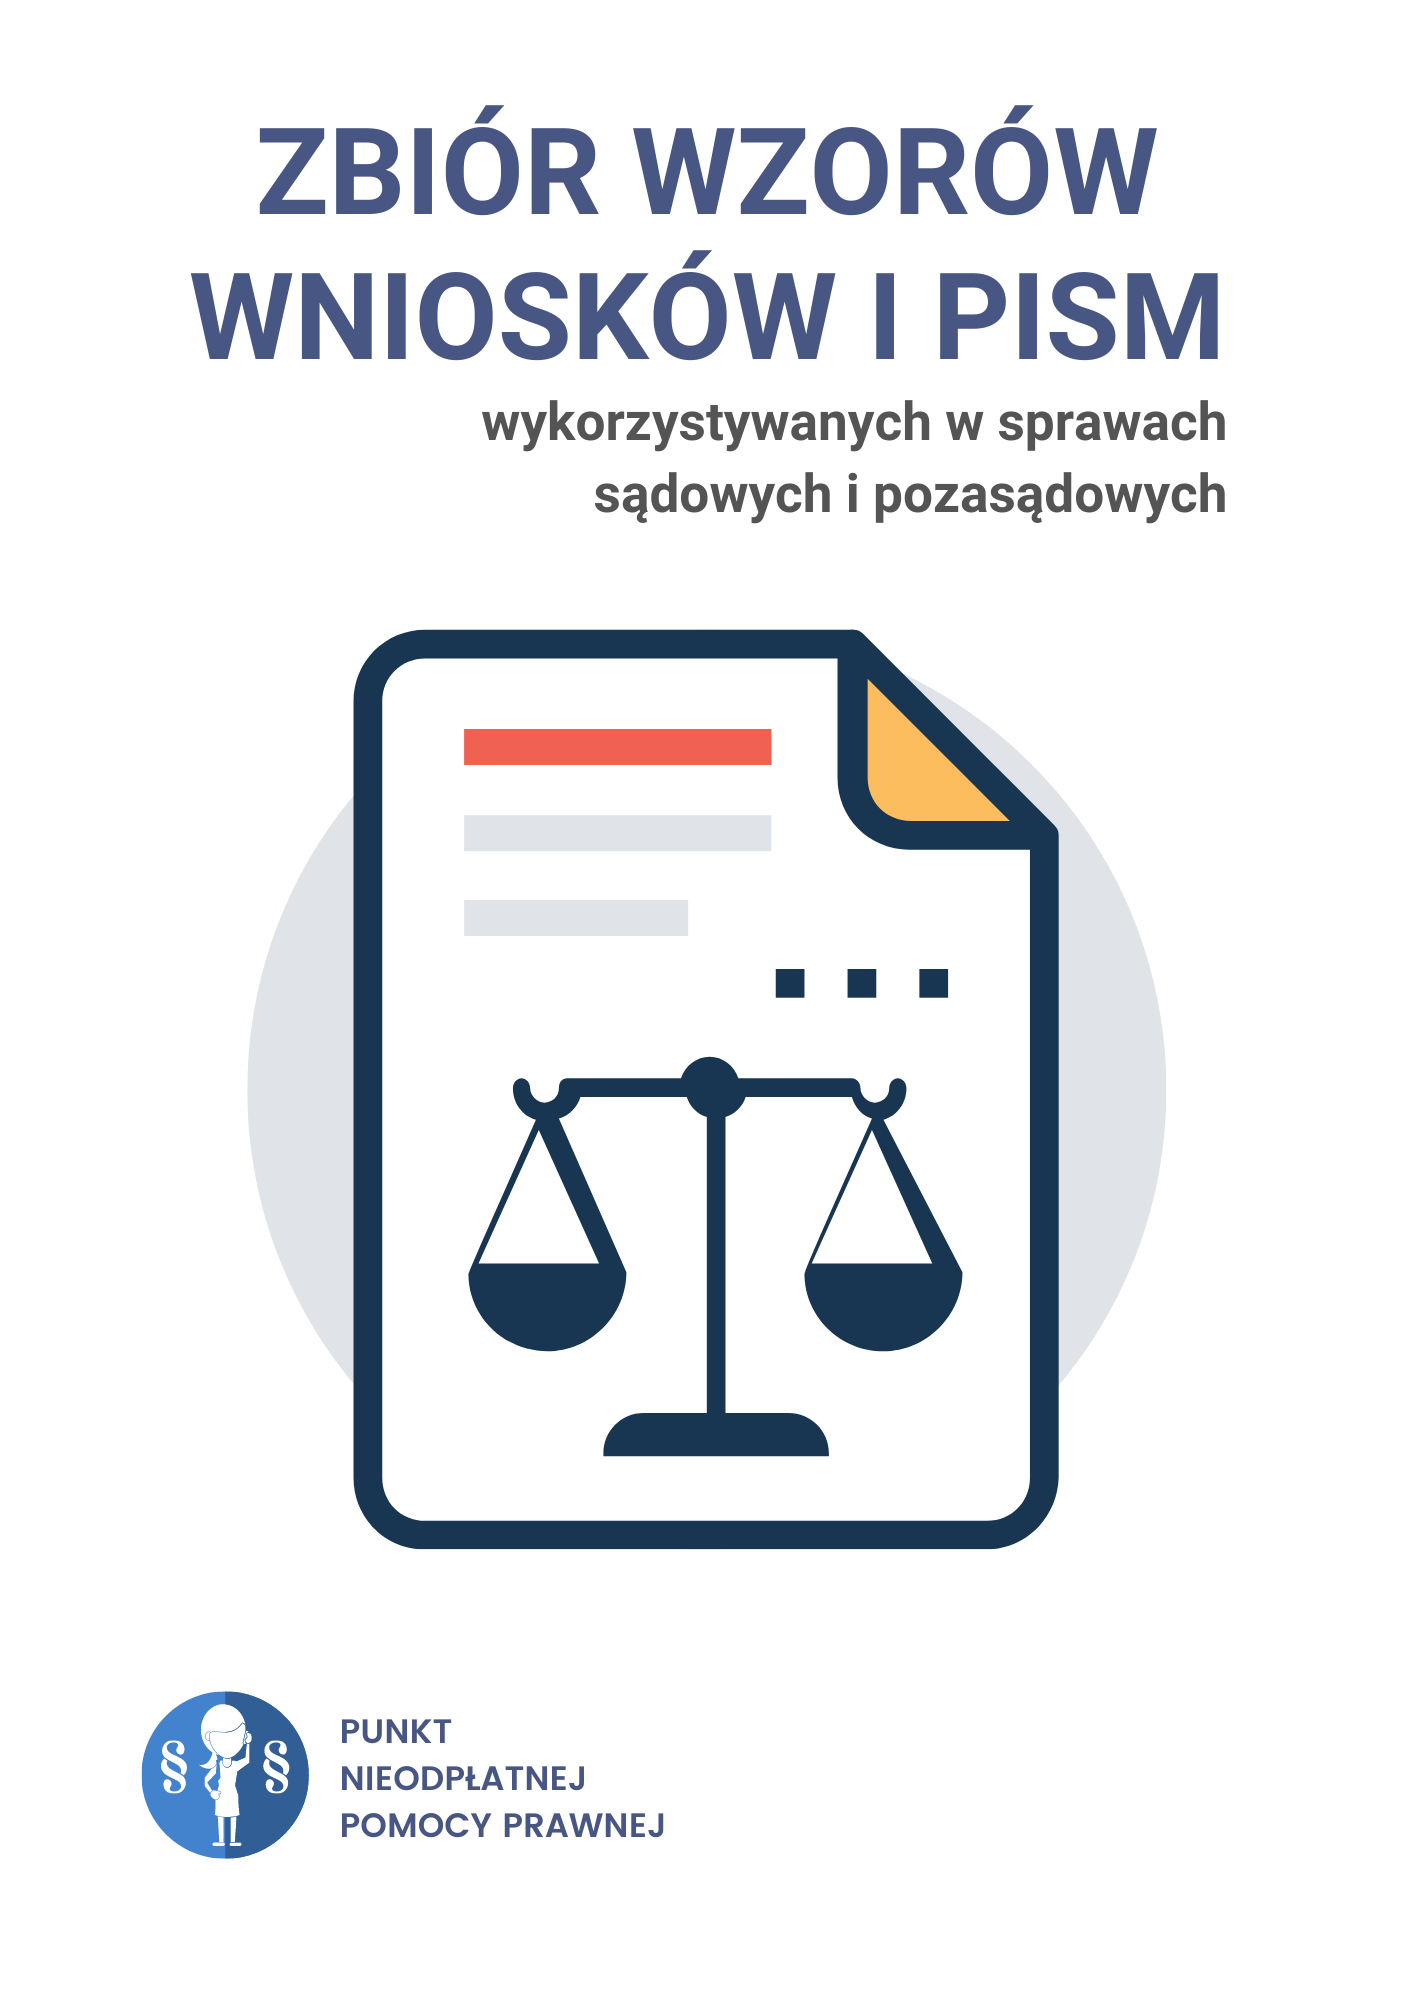 ZBIÓR WZORÓW
WNIOSKÓW I PISM
wykorzystywanych w sprawach
sądowych i pozasądowych
§ §
PUNKT
NIEODPŁATNEJ
POMOCY PRAWNEJ